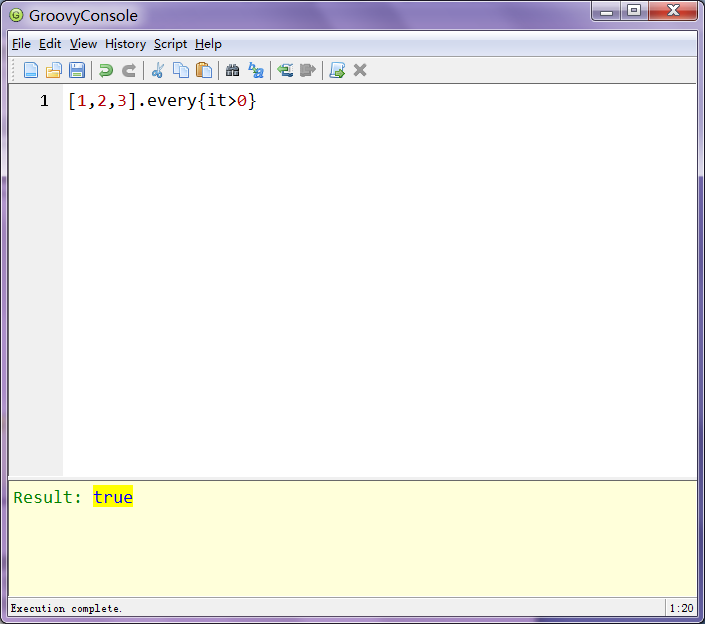 GroovyConsole
File Edit View History Script Help
1 [1,2,3].every{it>0}
Result: true
Execution complete. 1:20